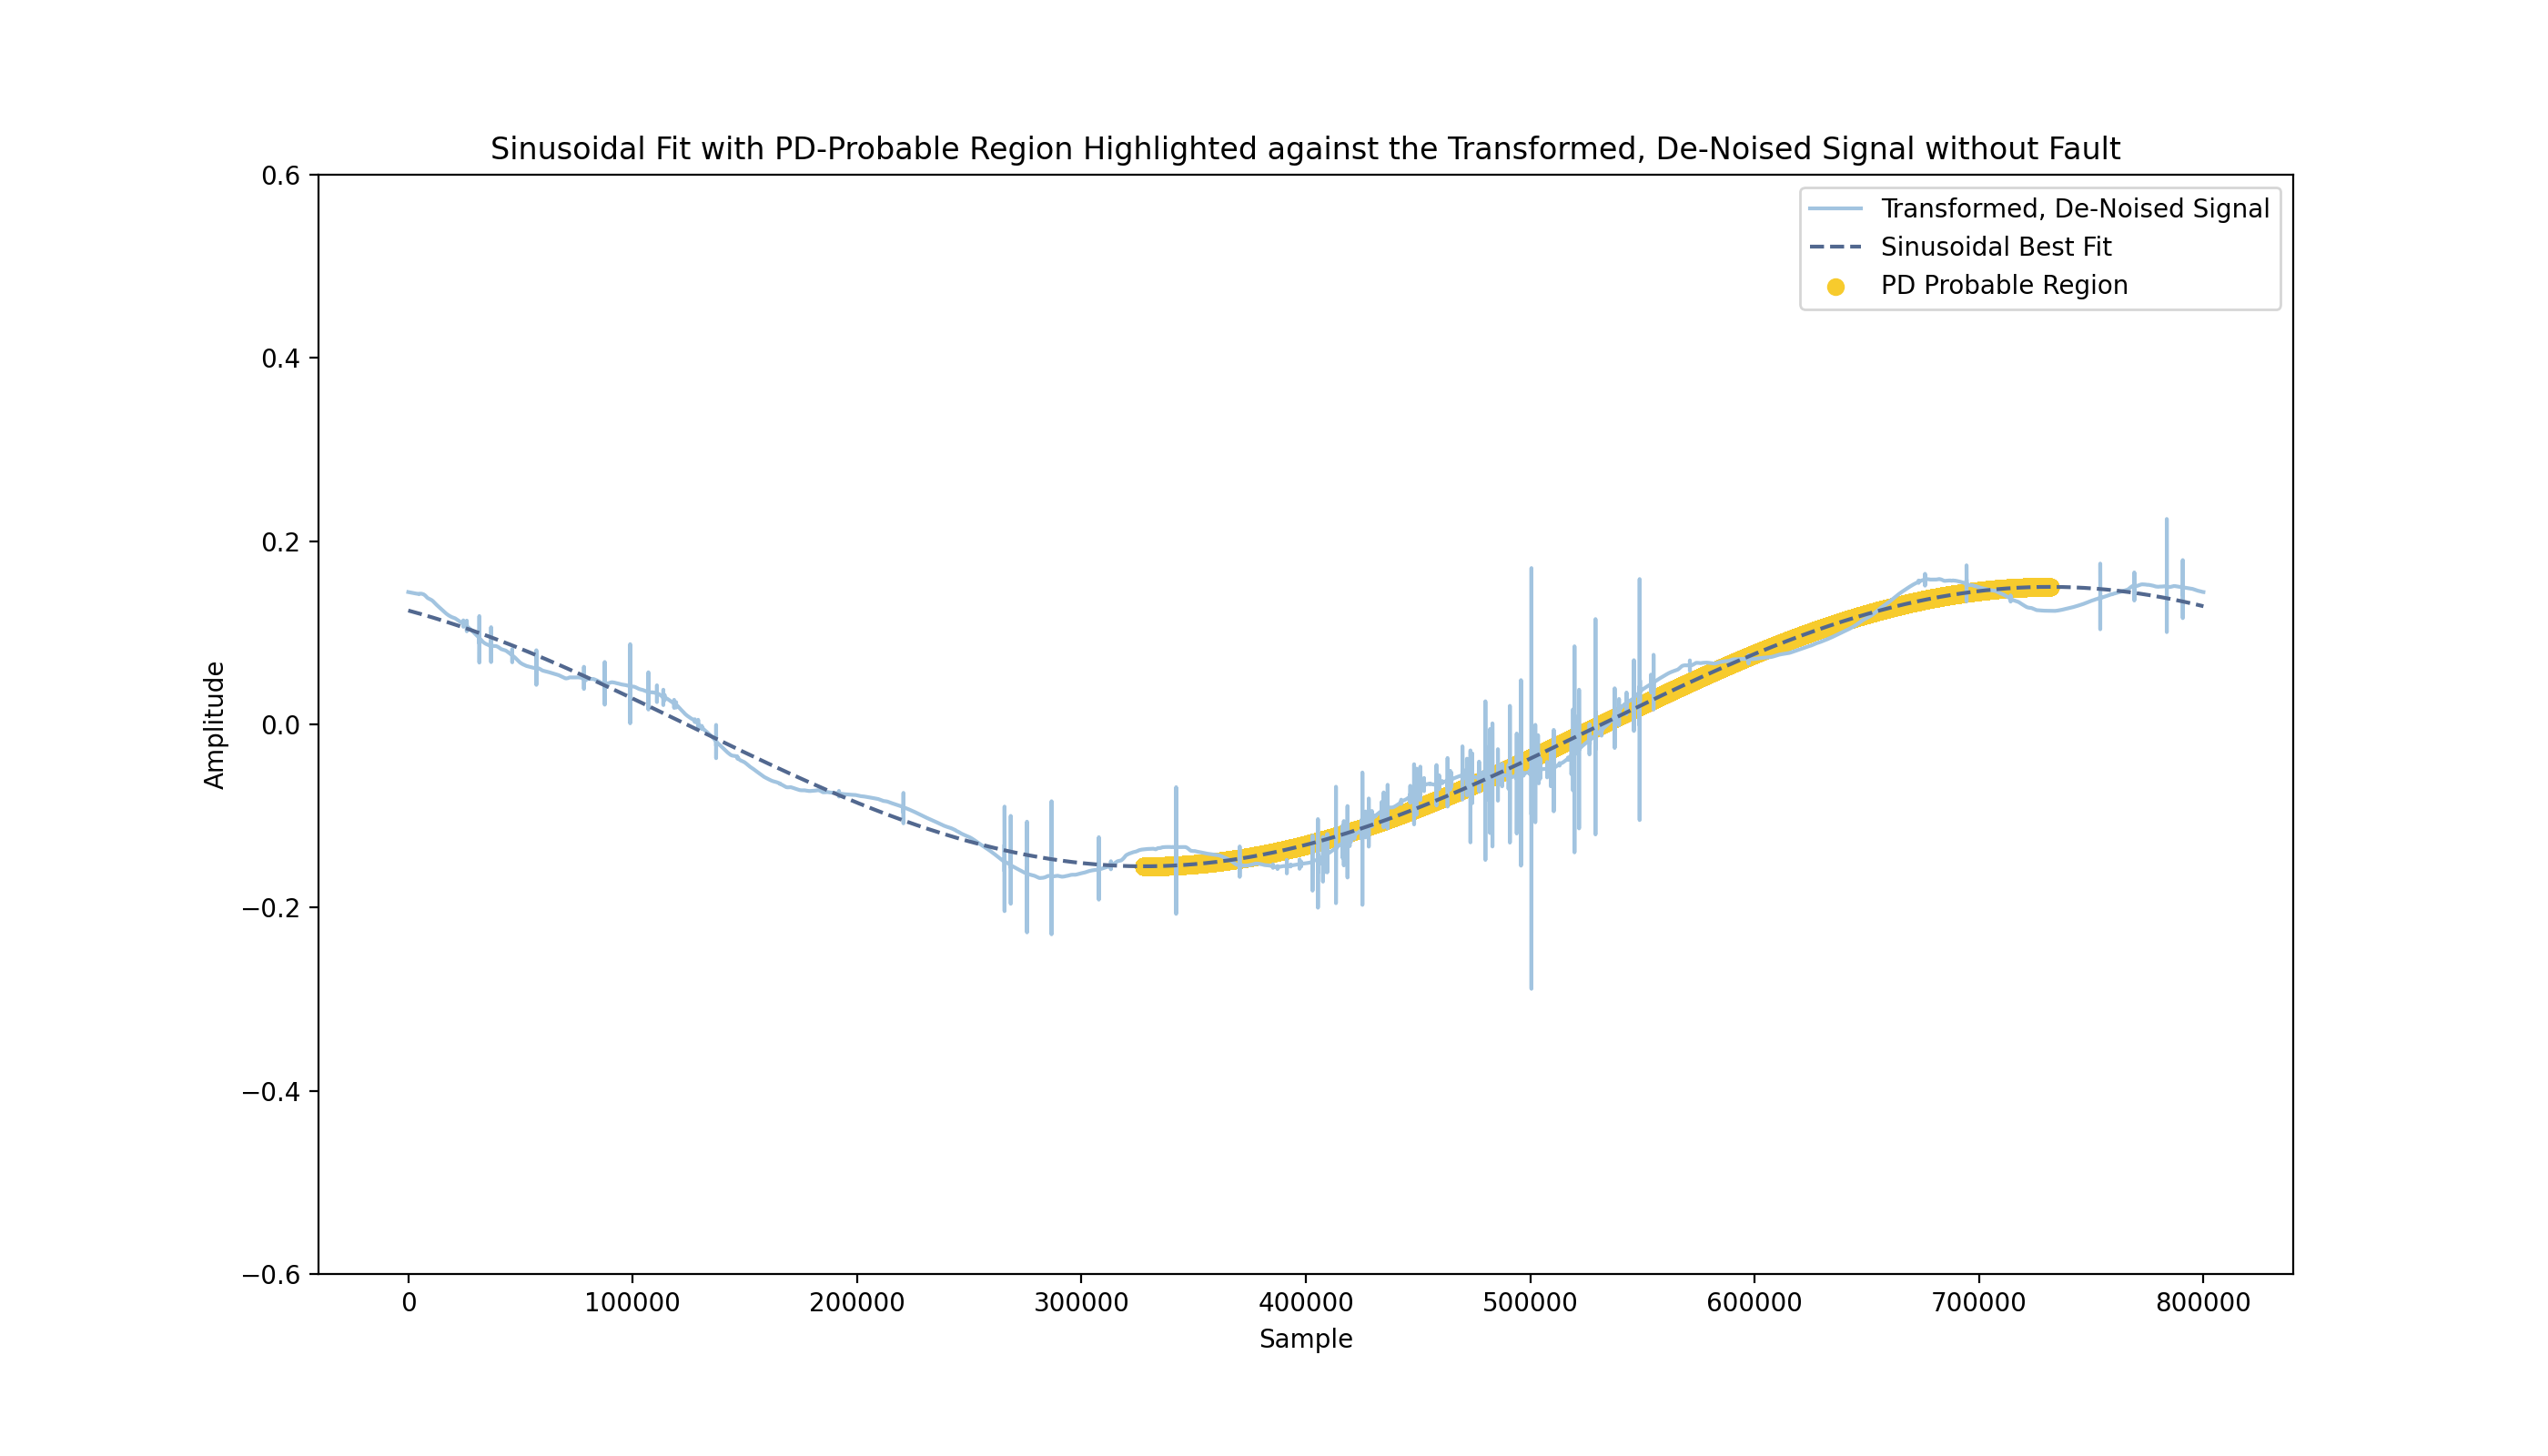 Sinusoidal Fit with PD-Probable Region Highlighted against the Transformed, De-Noised Signal without Fault
Transformed, De-Noised Signal
Sinusoidal Best Fit
PD Probable Region
0.6
0.4
0.2
0.0
−0.2
−0.4
−0.6
Amplitude
0 100000 200000 300000 400000 500000 600000 700000 800000
Sample